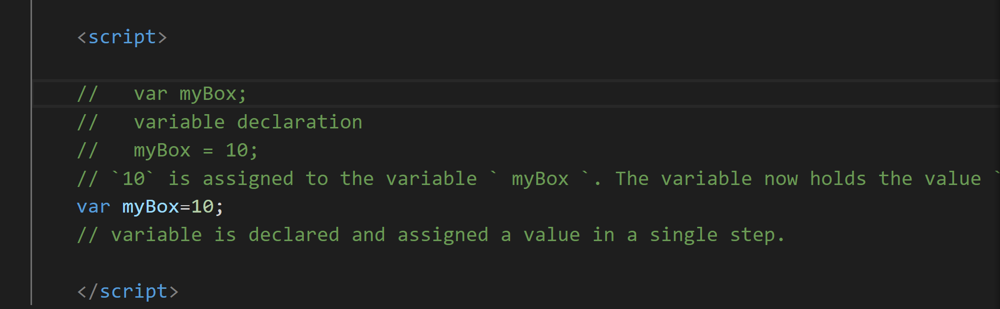 <script>
//   var myBox;
//   variable declaration
//   myBox = 10;
// `10` is assigned to the variable ` myBox `. The variable now holds the value `
var myBox=10;
// variable is declared and assigned a value in a single step.
</script>